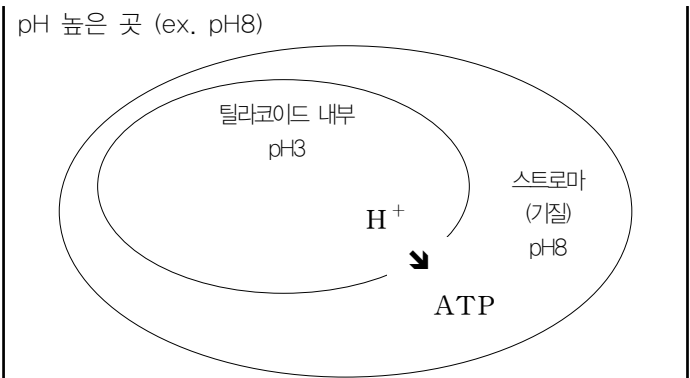 pH 높은 곳 (ex. pH8)
틸라코이드 내부
pH3
스트로마
(기질)
pH8
H⁺
ATP